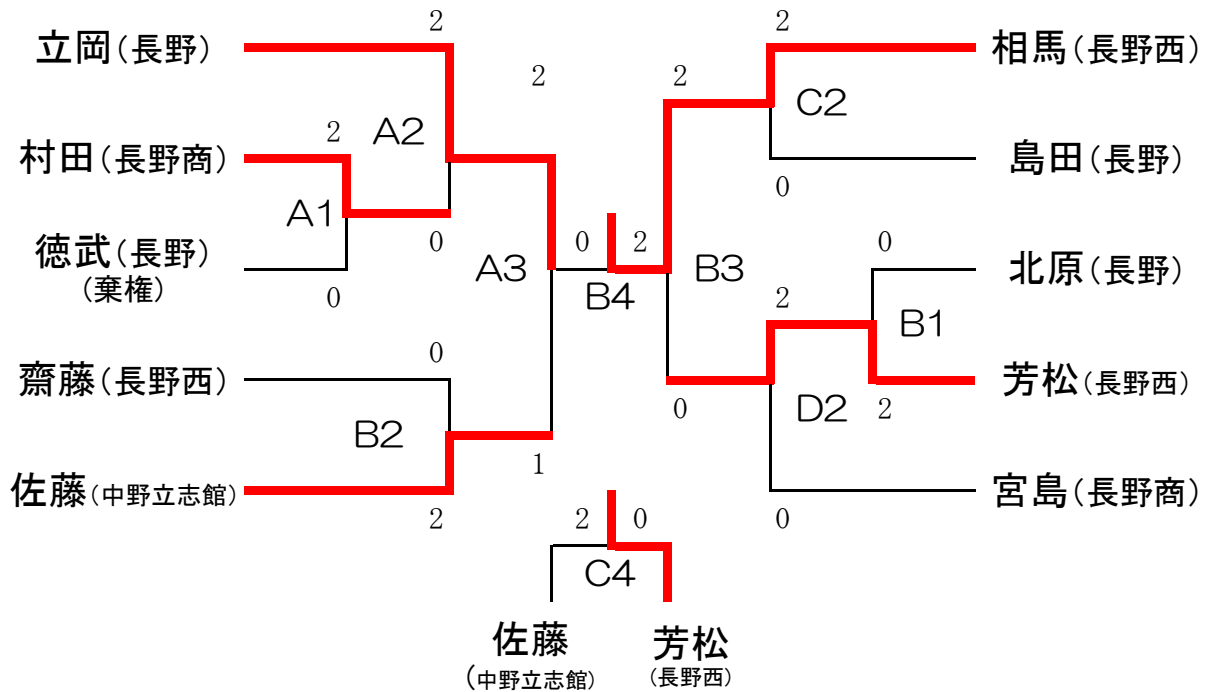 2
2
立岡(長野)
相馬(長野西)
2
2
C2
2
A2
村田(長野商)
島田(長野)
0
A1
0
0
0
2
徳武(長野)
北原(長野)
A3
B3
(棄権)
0
B4
2
B1
0
齋藤(長野西)
芳松(長野西)
0
D2
2
B2
1
佐藤(中野立志館)
宮島(長野商)
2
2
0
0
C4
佐藤
芳松
(中野立志館)
(長野西)